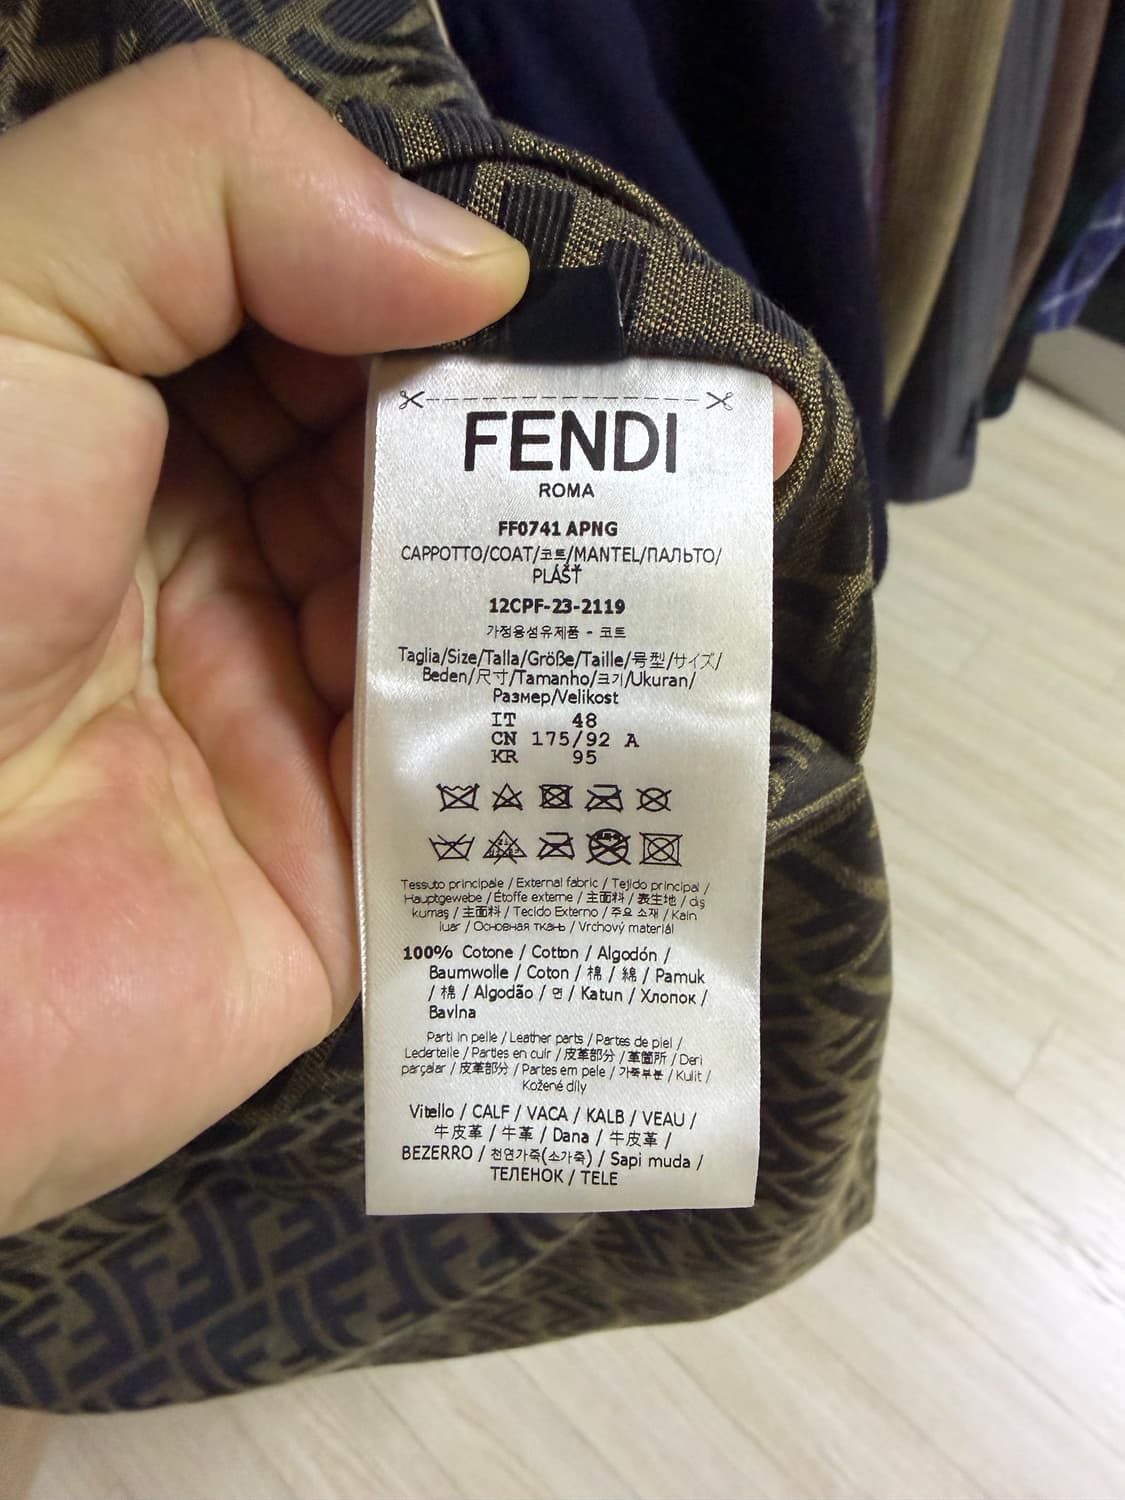 FENDI
ROMA
FF0741 APNG
CAPPOTTO/COAT/코트/MANTEL/ПАЛЬТО/
PLÁŠŤ
12CPF-23-2119
가정용섬유제품 - 코트
Taglia/Size/Talla/Größe/Taille/号型/サイズ/
Beden/尺寸/Tamanho/크기/Ukuran/
Размер/Velikost
IT 48
CN 175/92 A
KR 95
Tessuto principale / External fabric / Tejido principal /
Hauptgewebe / Étoffe externe / 主面料 / 表生地 / dış
kumaş / 主面料 / Tecido Externo / 주요 소재 / Kain
luar / Основная ткань / Vrchový materiál
100% Cotone / Cotton / Algodón /
Baumwolle / Coton / 棉 / 綿 / Pamuk
/ 棉 / Algodão / 면 / Katun / Хлопок /
Bavlna
Parti in pelle / Leather parts / Partes de piel /
Lederteile / Parties en cuir / 皮革部分 / 革箇所 / Deri
parçalar / 皮革部分 / Partes em pele / 가죽부분 / Kulit /
Kožené díly
Vitello / CALF / VACA / KALB / VEAU /
牛皮革 / 牛革 / Dana / 牛皮革 /
BEZERRO / 천연가죽(소가죽) / Sapi muda /
ТЕЛЕНОК / TELE